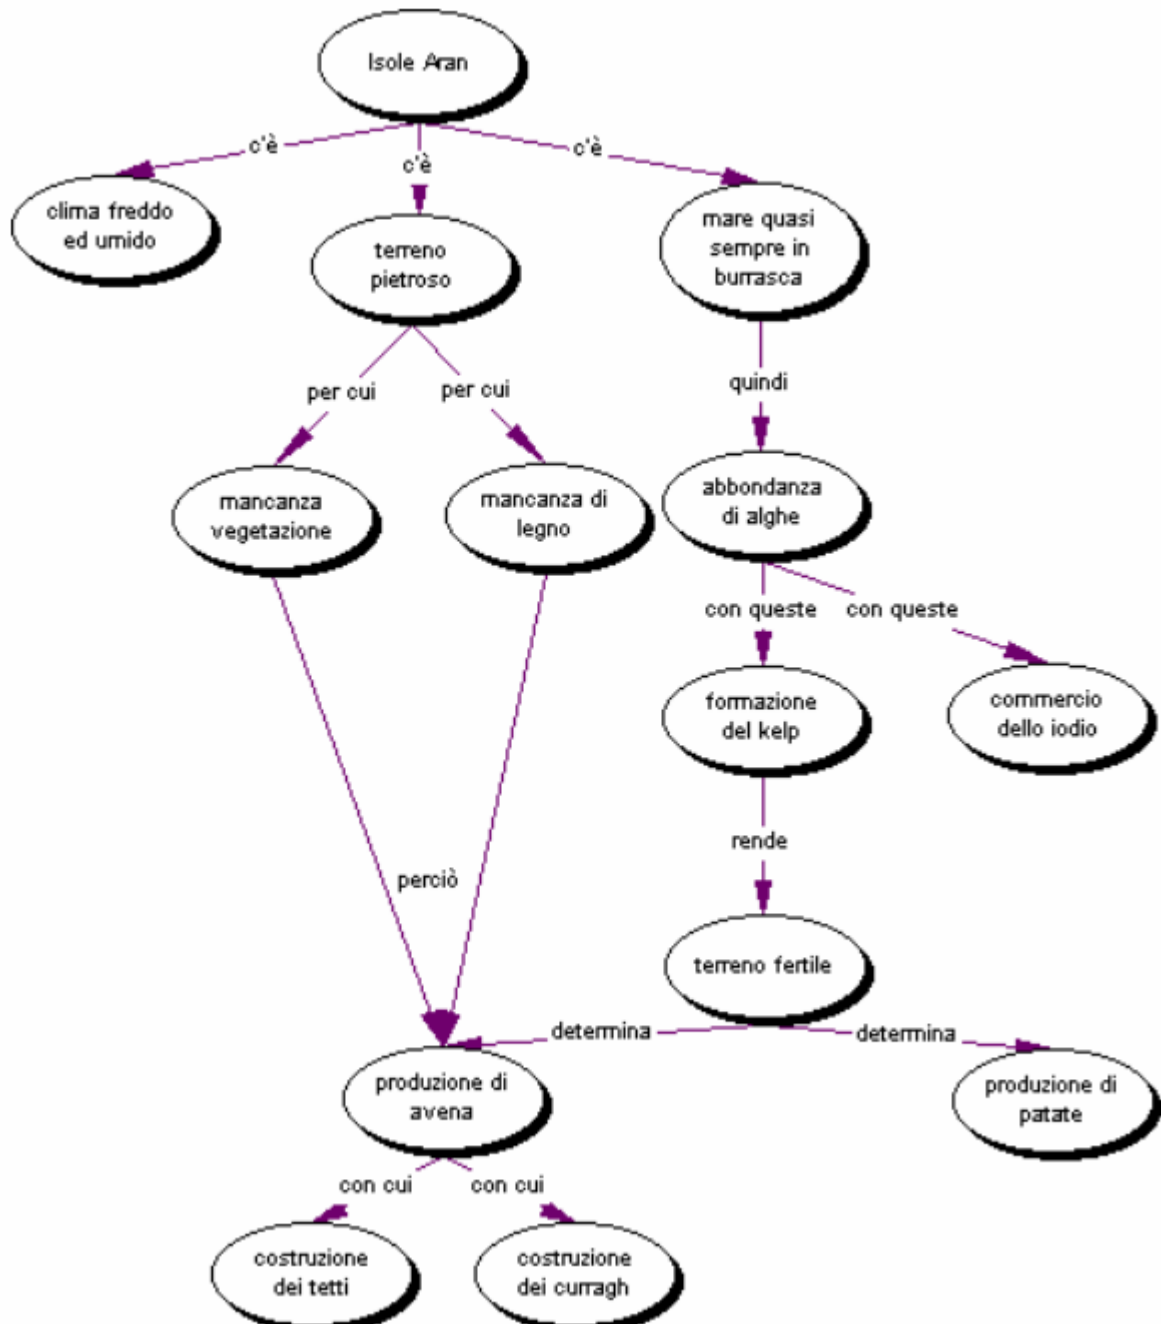 Isole Aran
c'è
c'è
c'è
clima freddo
ed umido
terreno
pietroso
mare quasi
sempre in
burrasca
per cui
per cui
quindi
mancanza
vegetazione
mancanza di
legno
abbondanza
di alghe
con queste
con queste
formazione
del kelp
commercio
dello iodio
rende
perciò
terreno fertile
determina
determina
produzione di
avena
produzione di
patate
con cui
con cui
costruzione
dei tetti
costruzione
dei curragh